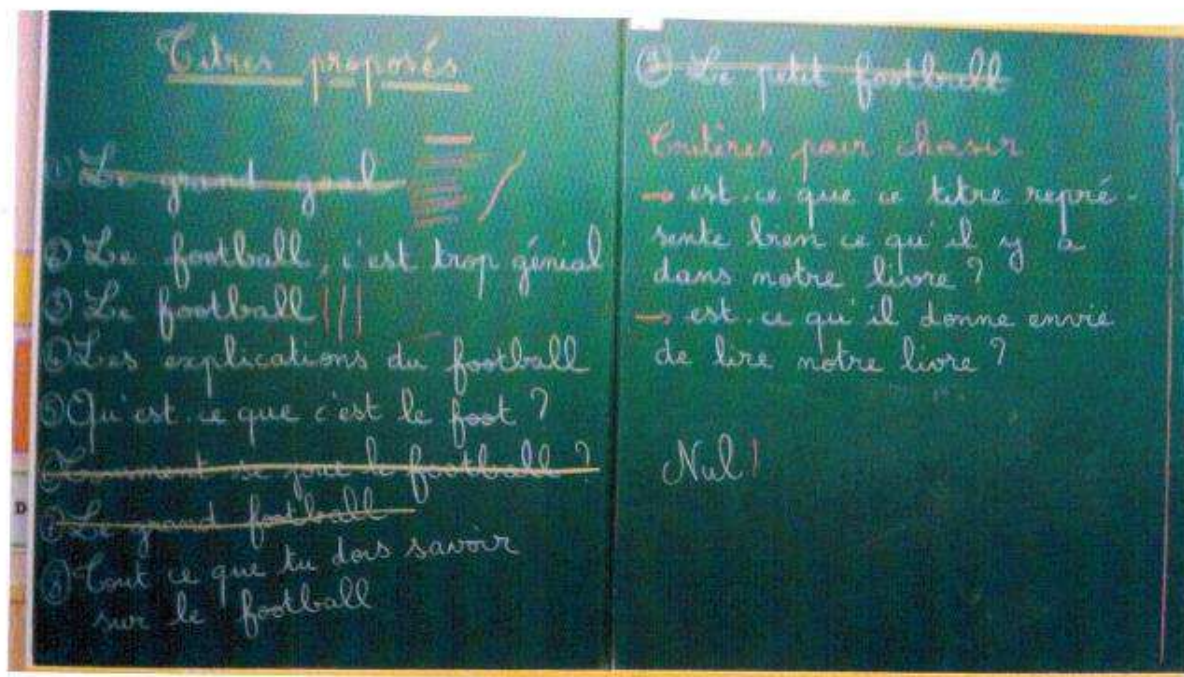 Titres proposés
① Le grand goal
② Le football, c'est trop génial
③ Le football
④ Les explications du football
⑤ Qu'est-ce que c'est le foot ?
⑥ Comment se joue le football ?
⑦ Le grand football
⑧ Tout ce que tu dois savoir
sur le football
⑨ Le petit football
Critères pour choisir
→ est-ce que ce titre repré-
sente bien ce qu'il y a
dans notre livre ?
→ est-ce qu'il donne envie
de lire notre livre ?
Nul
D